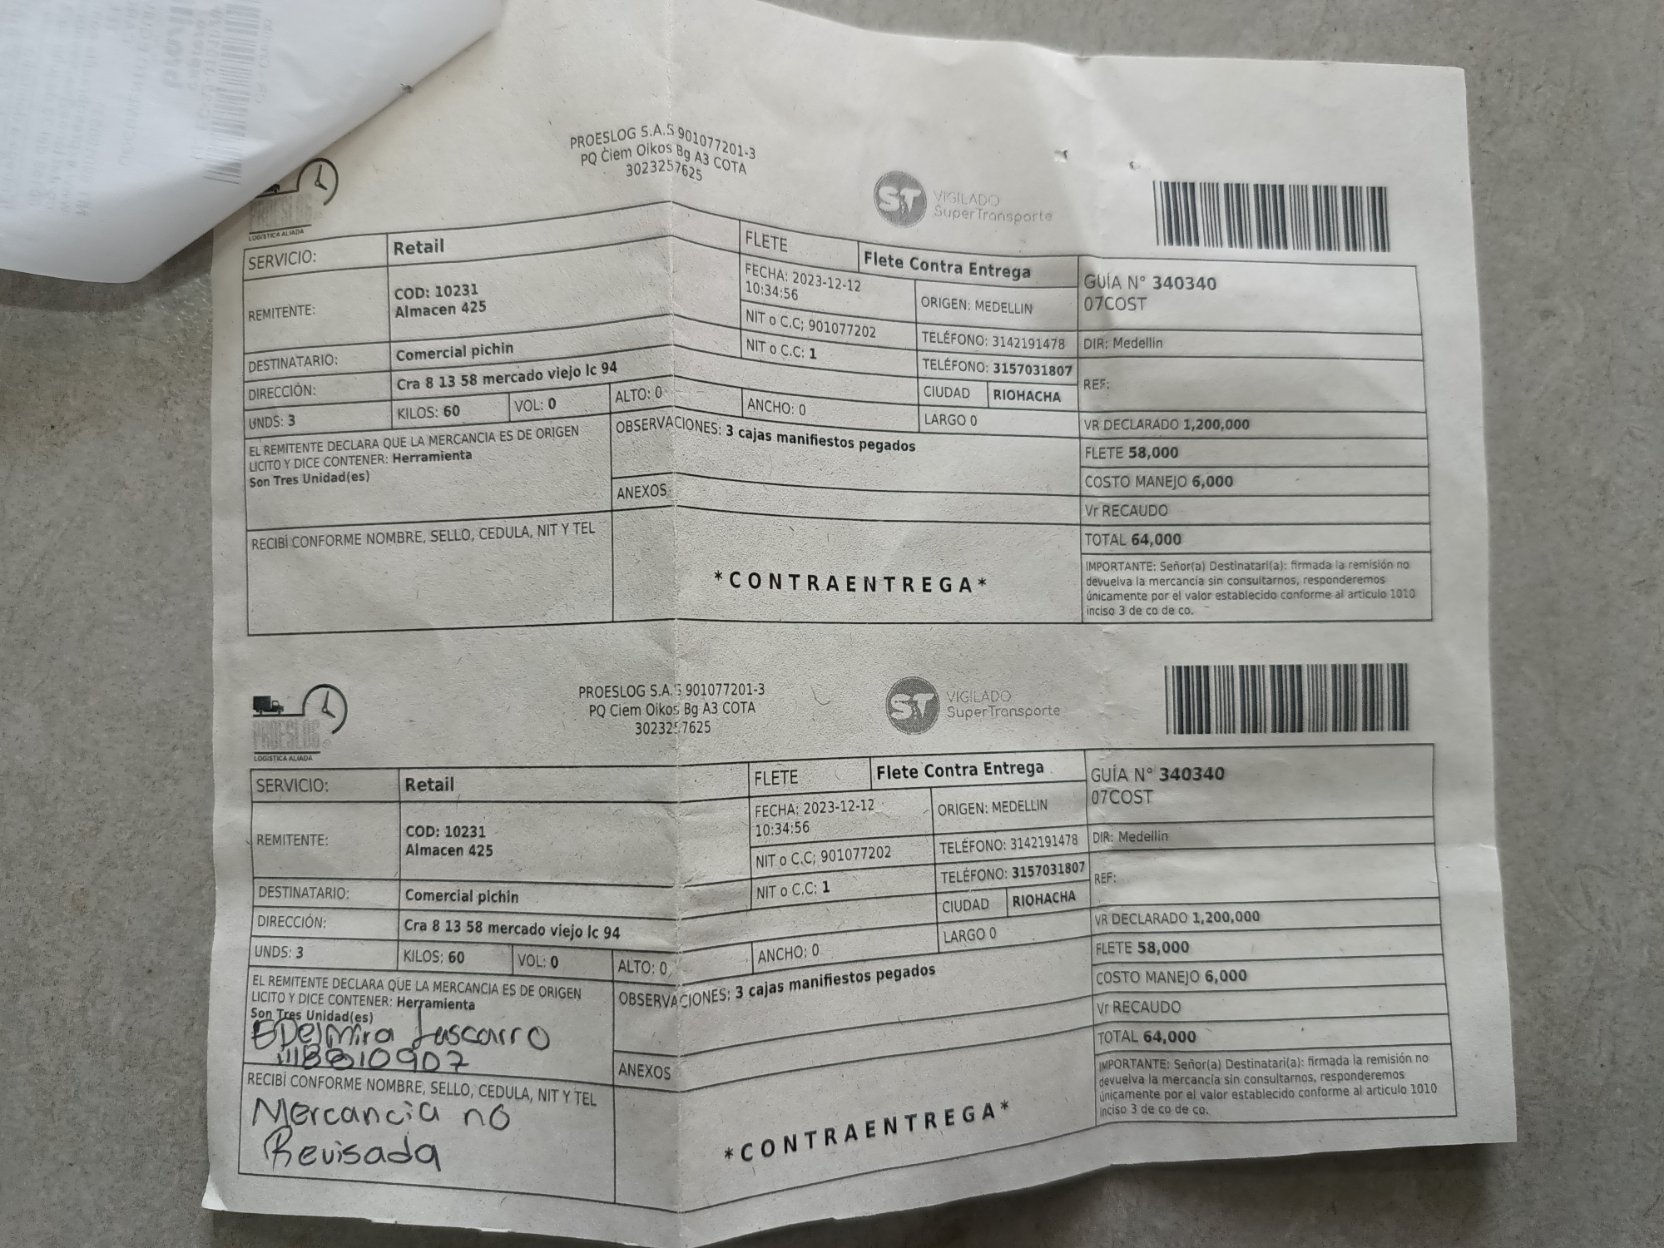 PROESLOG S.A.S 901077201-3
PQ Ciem Oikos Bg A3 COTA
3023257625
PROESLOG
LOGISTICA ALIADA
ST VIGILADO
SuperTransporte
SERVICIO: Retail FLETE Flete Contra Entrega
REMITENTE: COD: 10231
Almacen 425
FECHA: 2023-12-12
10:34:56
ORIGEN: MEDELLIN
GUÍA N° 340340
07COST
NIT o C.C; 901077202 TELÉFONO: 3142191478 DIR: Medellin
DESTINATARIO: Comercial pichin NIT o C.C: 1 TELÉFONO: 3157031807 REF:
DIRECCIÓN: Cra 8 13 58 mercado viejo lc 94 CIUDAD RIOHACHA
UNDS: 3 KILOS: 60 VOL: 0 ALTO: 0 ANCHO: 0 LARGO 0 VR DECLARADO 1,200,000
EL REMITENTE DECLARA QUE LA MERCANCIA ES DE ORIGEN
LICITO Y DICE CONTENER: Herramienta
Son Tres Unidad(es)
OBSERVACIONES: 3 cajas manifiestos pegados
FLETE 58,000
ANEXOS
COSTO MANEJO 6,000
Vr RECAUDO
RECIBÍ CONFORME NOMBRE, SELLO, CEDULA, NIT Y TEL
TOTAL 64,000
*CONTRAENTREGA*
IMPORTANTE: Señor(a) Destinatari(a): firmada la remisión no
devuelva la mercancía sin consultarnos, responderemos
únicamente por el valor establecido conforme al articulo 1010
inciso 3 de co de co.
PROESLOG S.A.S 901077201-3
PQ Ciem Oikos Bg A3 COTA
3023257625
PROESLOG
LOGISTICA ALIADA
ST VIGILADO
SuperTransporte
SERVICIO: Retail FLETE Flete Contra Entrega
REMITENTE: COD: 10231
Almacen 425
FECHA: 2023-12-12
10:34:56
ORIGEN: MEDELLIN
GUÍA N° 340340
07COST
NIT o C.C; 901077202 TELÉFONO: 3142191478 DIR: Medellin
DESTINATARIO: Comercial pichin NIT o C.C: 1 TELÉFONO: 3157031807 REF:
DIRECCIÓN: Cra 8 13 58 mercado viejo lc 94 CIUDAD RIOHACHA
UNDS: 3 KILOS: 60 VOL: 0 ALTO: 0 ANCHO: 0 LARGO 0 VR DECLARADO 1,200,000
EL REMITENTE DECLARA QUE LA MERCANCIA ES DE ORIGEN
LICITO Y DICE CONTENER: Herramienta
Son Tres Unidad(es)
OBSERVACIONES: 3 cajas manifiestos pegados
FLETE 58,000
COSTO MANEJO 6,000
Edelmira
Vr RECAUDO
ANEXOS
TOTAL 64,000
RECIBÍ CONFORME NOMBRE, SELLO, CEDULA, NIT Y TEL
Mercancia no
Revisada
*CONTRAENTREGA*
IMPORTANTE: Señor(a) Destinatari(a): firmada la remisión no
devuelva la mercancía sin consultarnos, responderemos
únicamente por el valor establecido conforme al articulo 1010
inciso 3 de co de co.